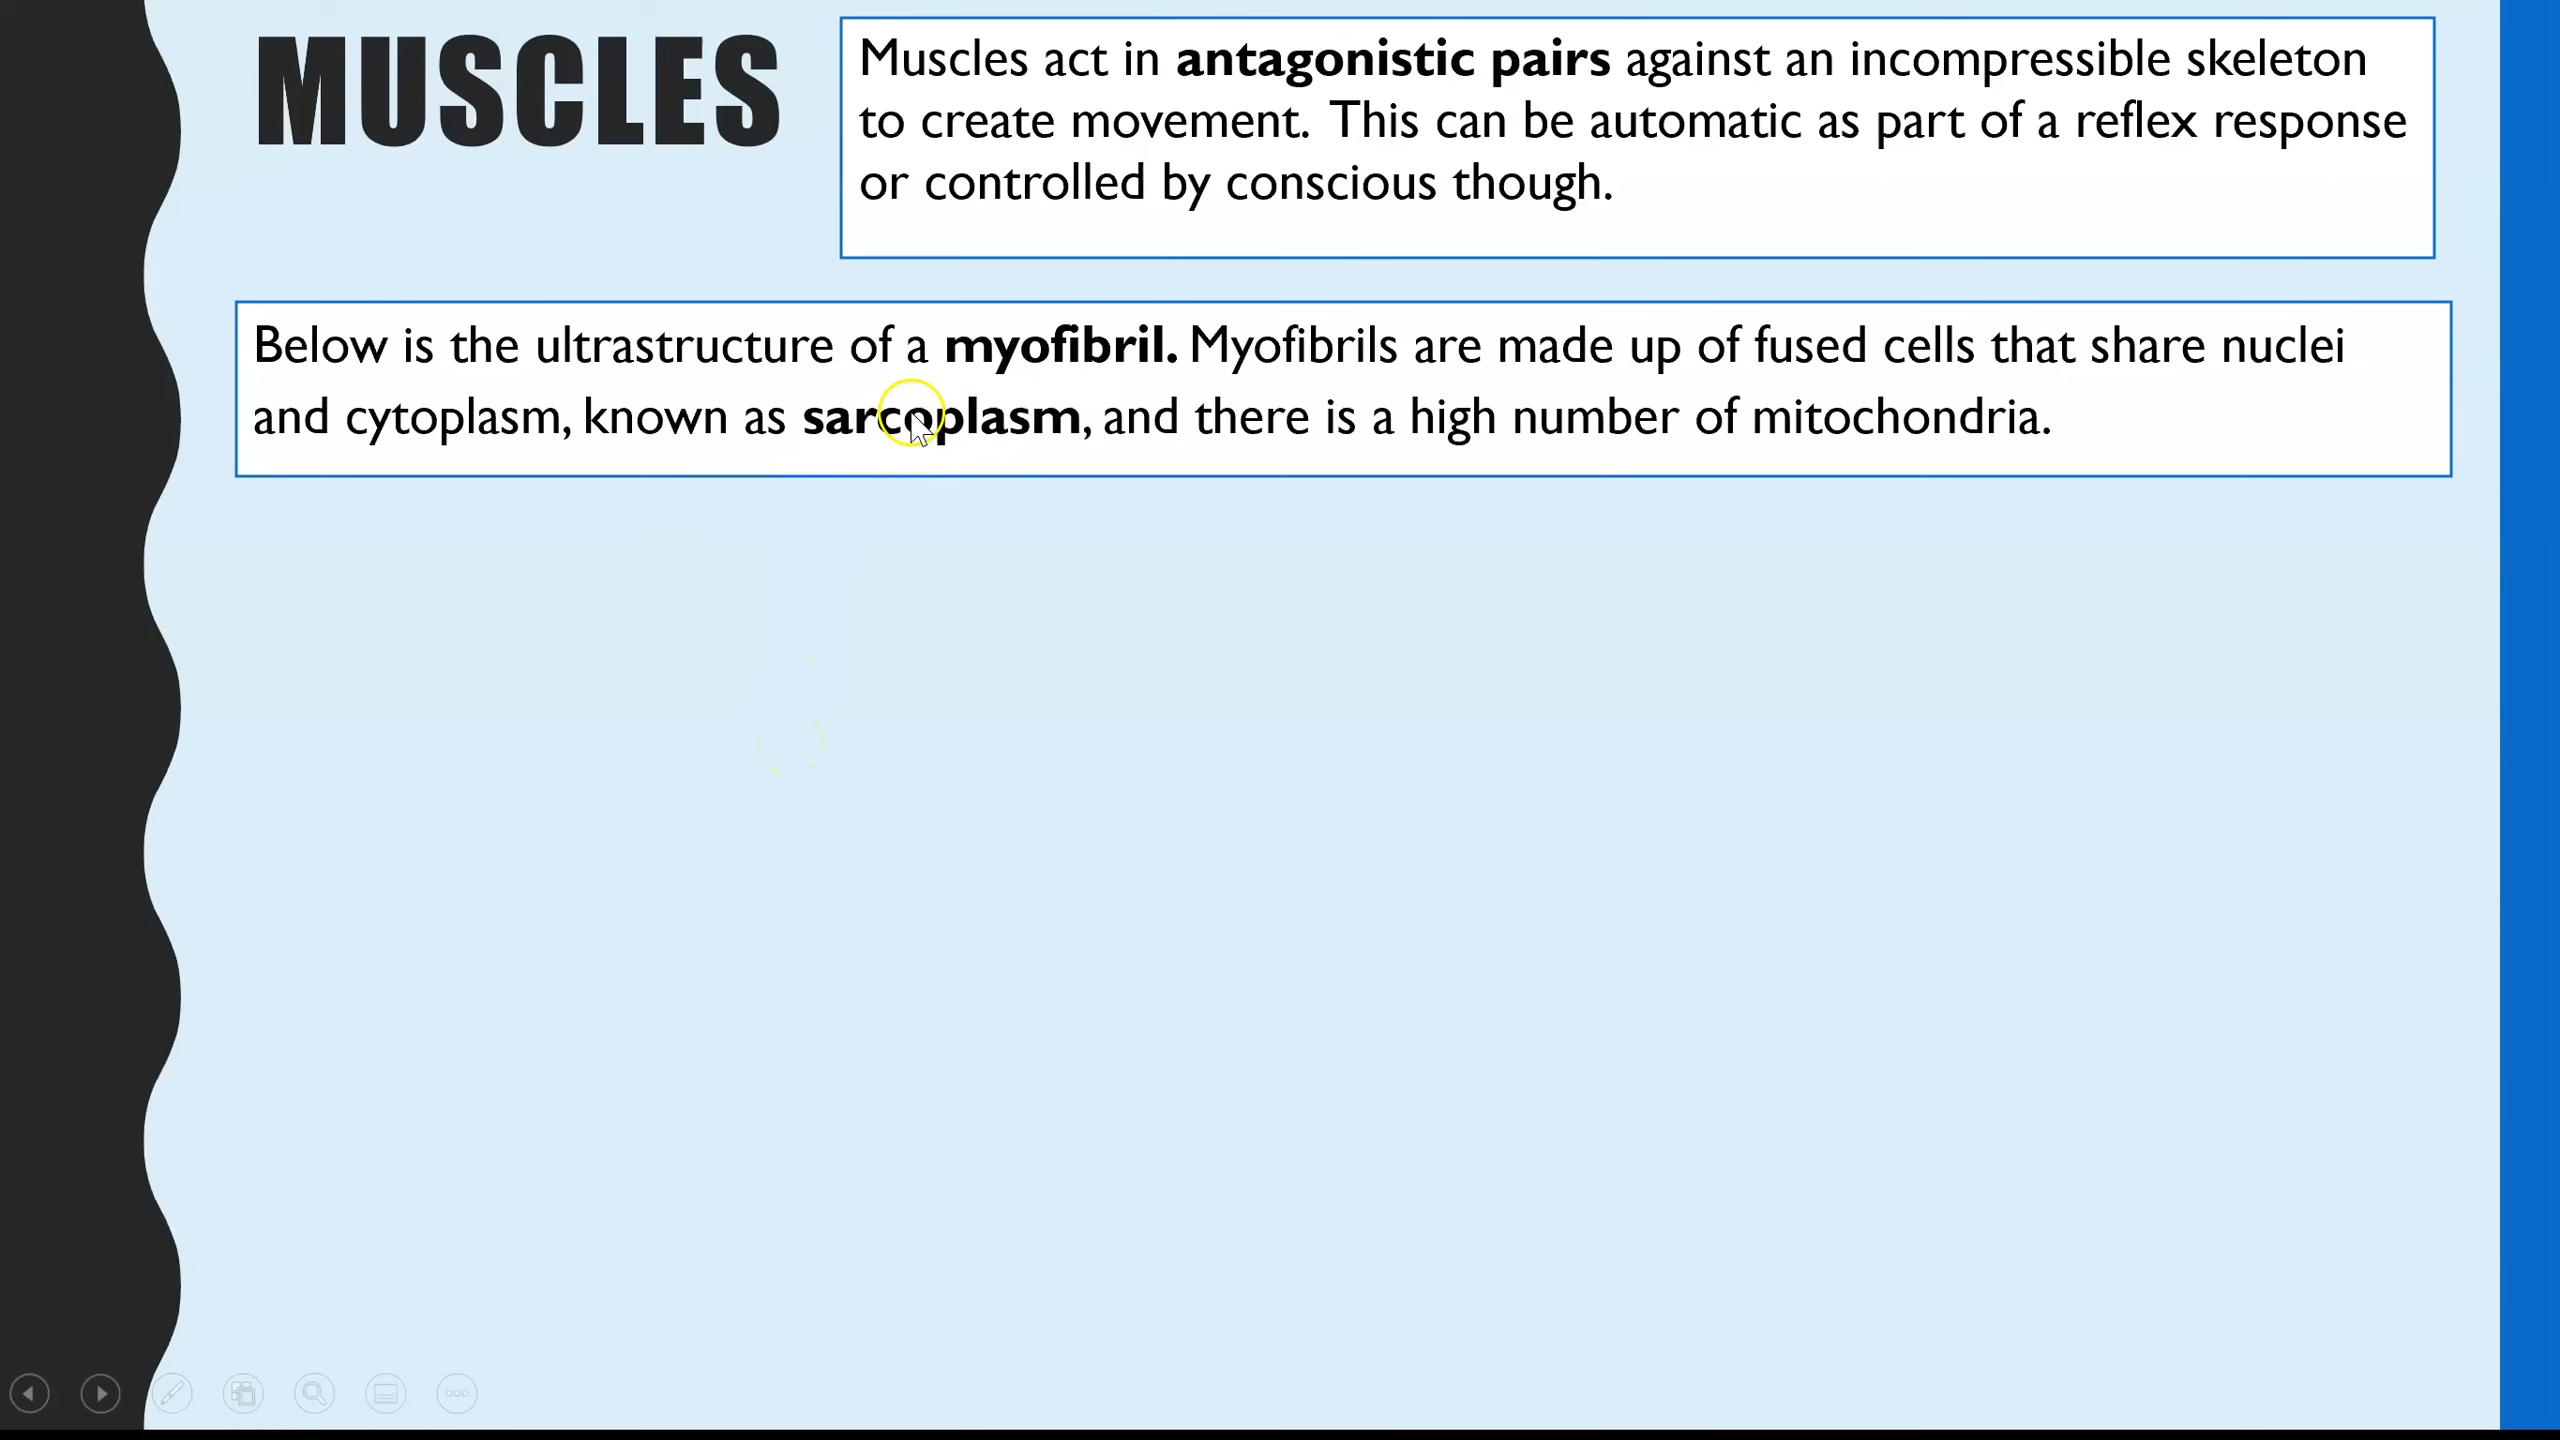 MUSCLES
Muscles act in antagonistic pairs against an incompressible skeleton
to create movement. This can be automatic as part of a reflex response
or controlled by conscious though.
Below is the ultrastructure of a myofibril. Myofibrils are made up of fused cells that share nuclei
and cytoplasm, known as sarcoplasm, and there is a high number of mitochondria.